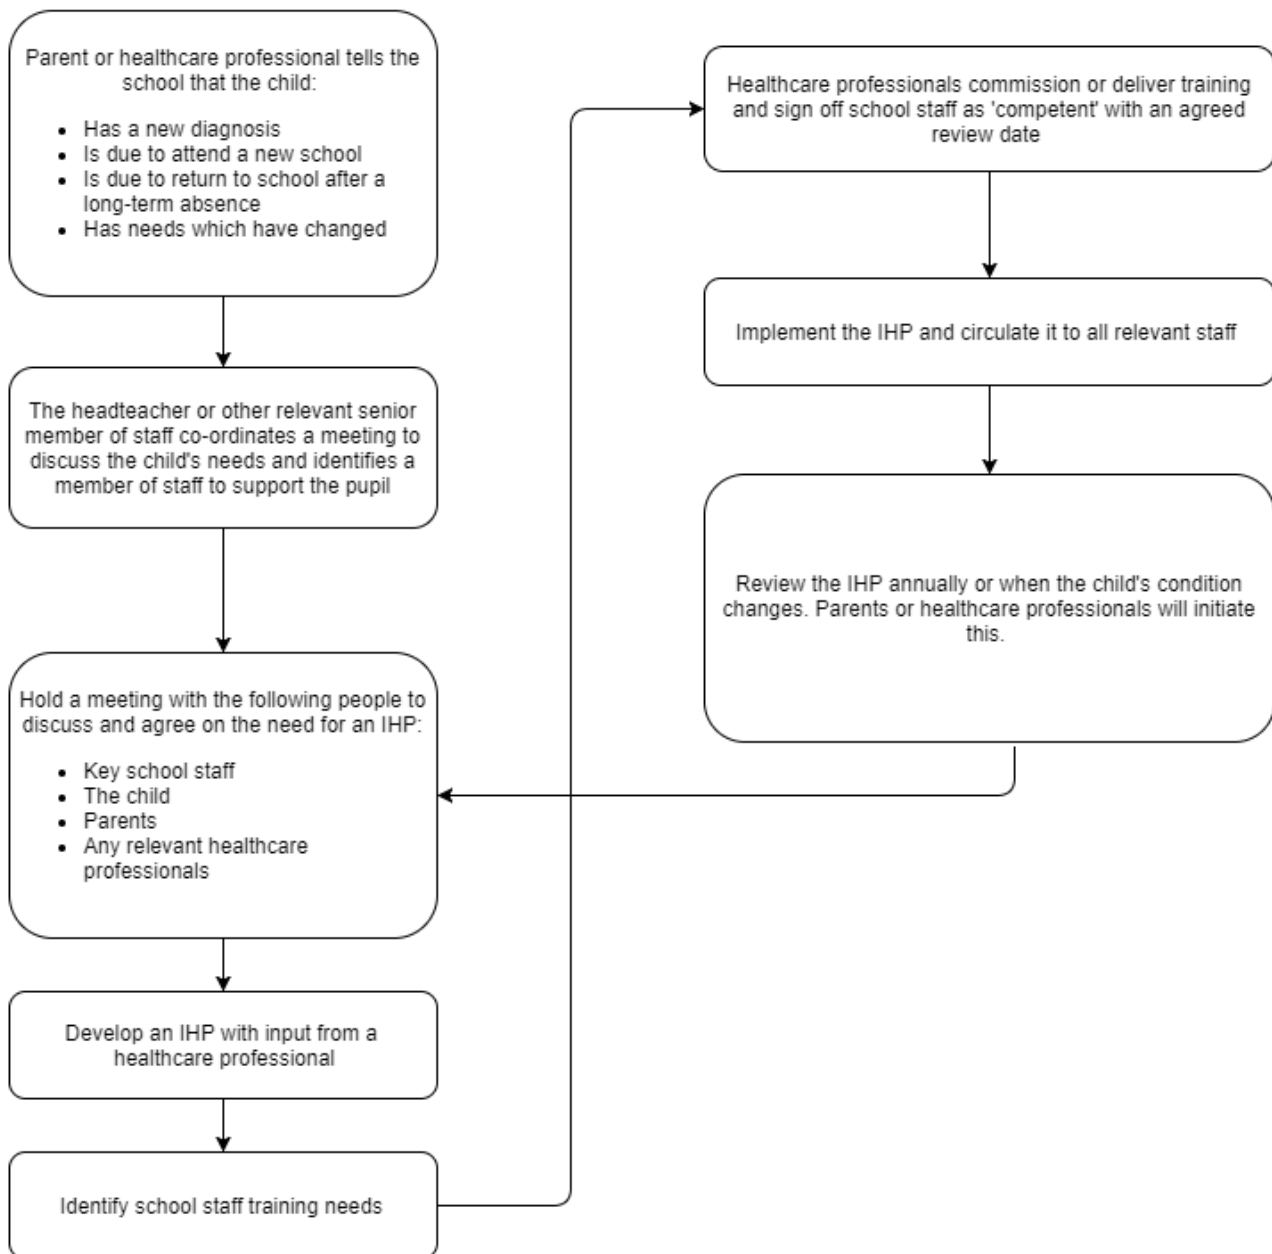 Parent or healthcare professional tells the
school that the child:
• Has a new diagnosis
• Is due to attend a new school
• Is due to return to school after a
long-term absence
• Has needs which have changed
The headteacher or other relevant senior
member of staff co-ordinates a meeting to
discuss the child's needs and identifies a
member of staff to support the pupil
Hold a meeting with the following people to
discuss and agree on the need for an IHP:
• Key school staff
• The child
• Parents
• Any relevant healthcare
professionals
Develop an IHP with input from a
healthcare professional
Identify school staff training needs
Healthcare professionals commission or deliver training
and sign off school staff as 'competent' with an agreed
review date
Implement the IHP and circulate it to all relevant staff
Review the IHP annually or when the child's condition
changes. Parents or healthcare professionals will initiate
this.